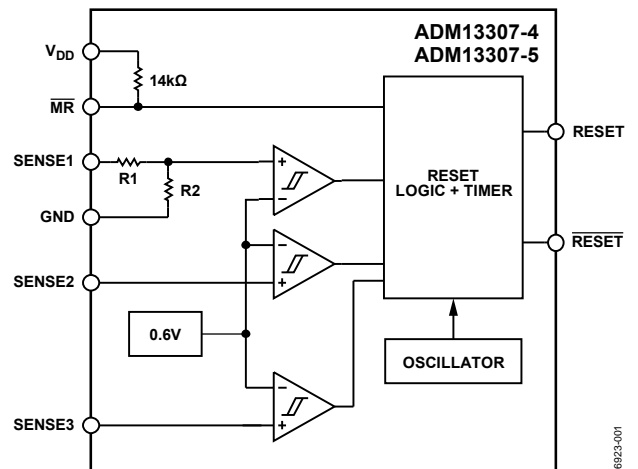 ADM13307-4
ADM13307-5
VDD
14kΩ
MR
SENSE1
R1
R2
GND
SENSE2
0.6V
SENSE3
+
–
–
+
–
+
RESET
LOGIC + TIMER
OSCILLATOR
RESET
RESET
6923-001